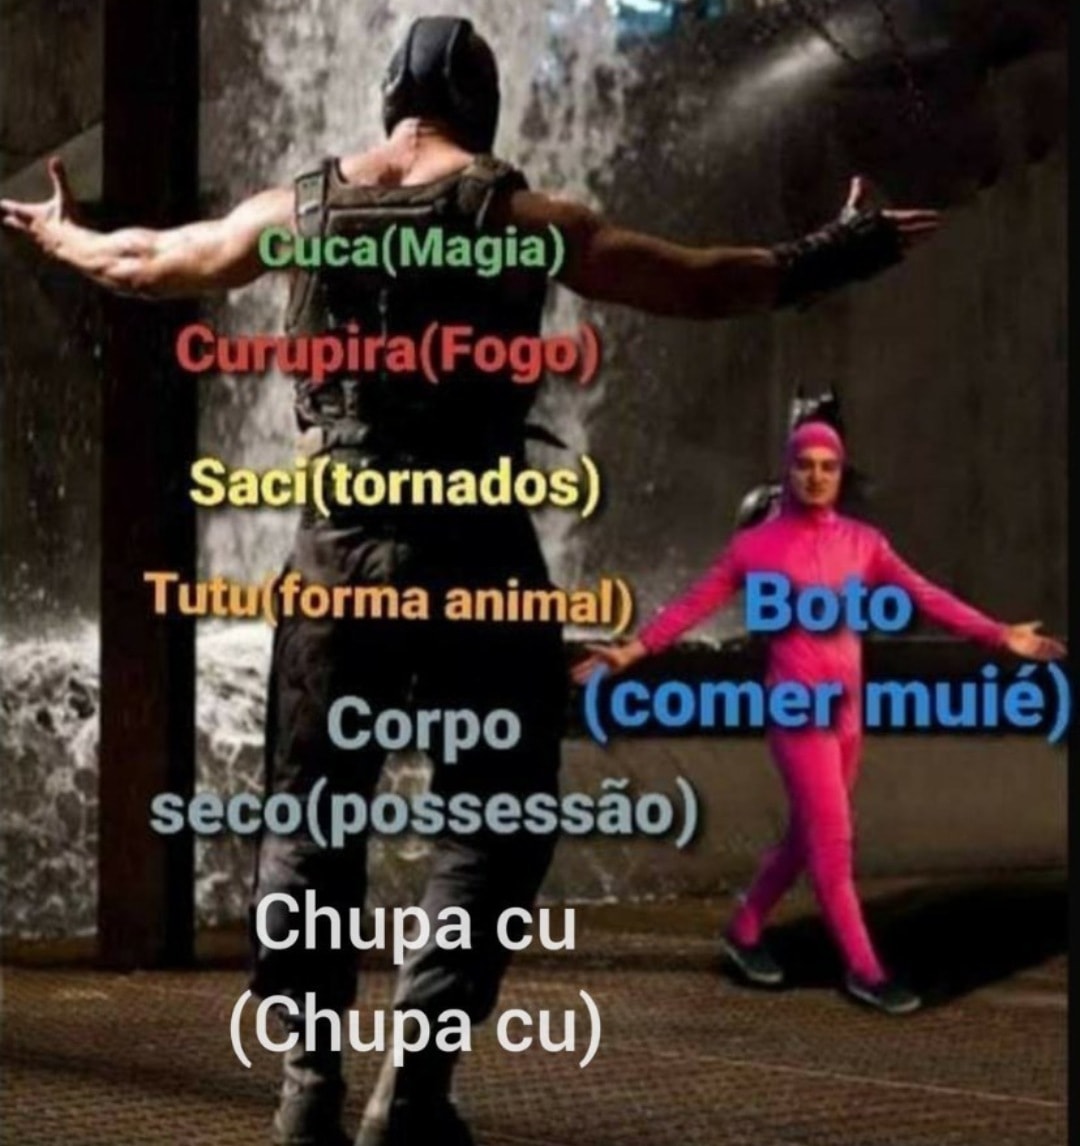 Cuca(Magia)
Curupira(Fogo)
Saci(tornados)
Tutu(forma animal)
Corpo
seco(possessão)
Chupa cu
(Chupa cu)
Boto
(comer muié)